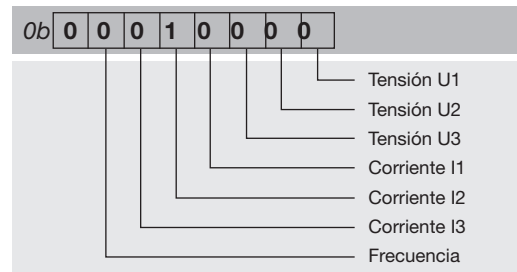 0b 0 0 0 1 0 0 0 0
Tensión U1
Tensión U2
Tensión U3
Corriente I1
Corriente I2
Corriente I3
Frecuencia